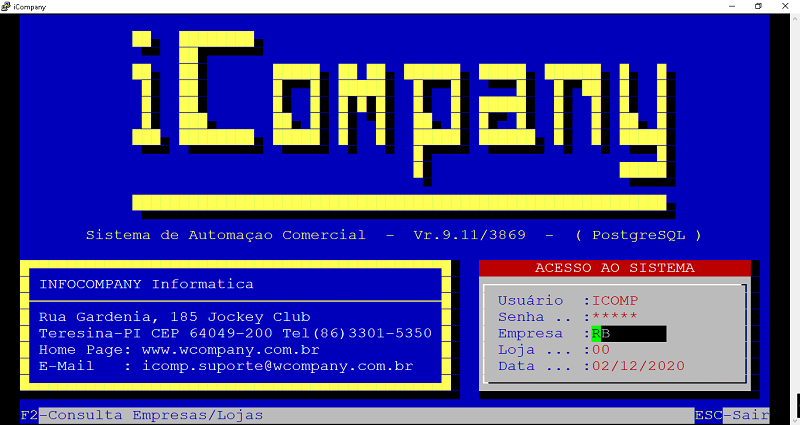 iCompany
iCompany
Sistema de Automaçao Comercial - Vr.9.11/3869 - ( PostgreSQL )
INFOCOMPANY Informatica
Rua Gardenia, 185 Jockey Club
Teresina-PI CEP 64049-200 Tel(86)3301-5350
Home Page: www.wcompany.com.br
E-Mail   : icomp.suporte@wcompany.com.br
ACESSO AO SISTEMA
Usuário  :ICOMP
Senha .. :*****
Empresa  :RB
Loja ... :00
Data ... :02/12/2020
F2-Consulta Empresas/Lojas
ESC-Sair